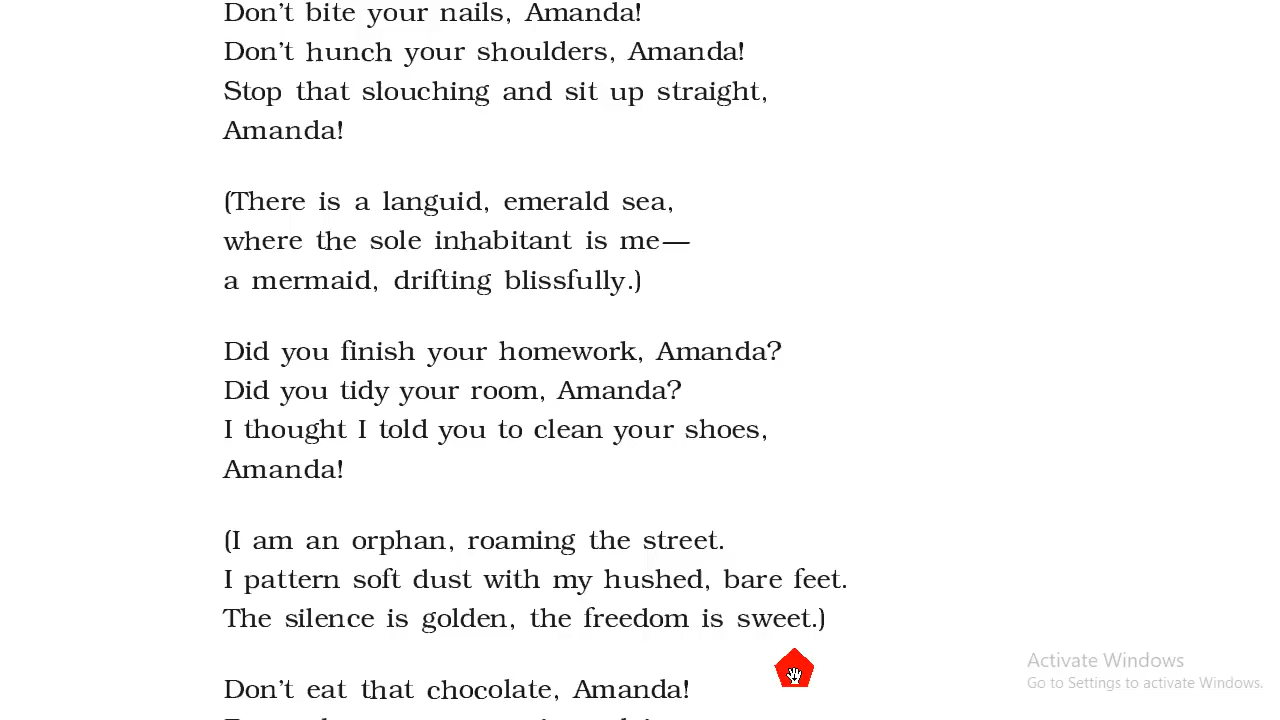 Don't bite your nails, Amanda!
Don't hunch your shoulders, Amanda!
Stop that slouching and sit up straight,
Amanda!
(There is a languid, emerald sea,
where the sole inhabitant is me—
a mermaid, drifting blissfully.)
Did you finish your homework, Amanda?
Did you tidy your room, Amanda?
I thought I told you to clean your shoes,
Amanda!
(I am an orphan, roaming the street.
I pattern soft dust with my hushed, bare feet.
The silence is golden, the freedom is sweet.)
Don't eat that chocolate, Amanda!
Activate Windows
Go to Settings to activate Windows.